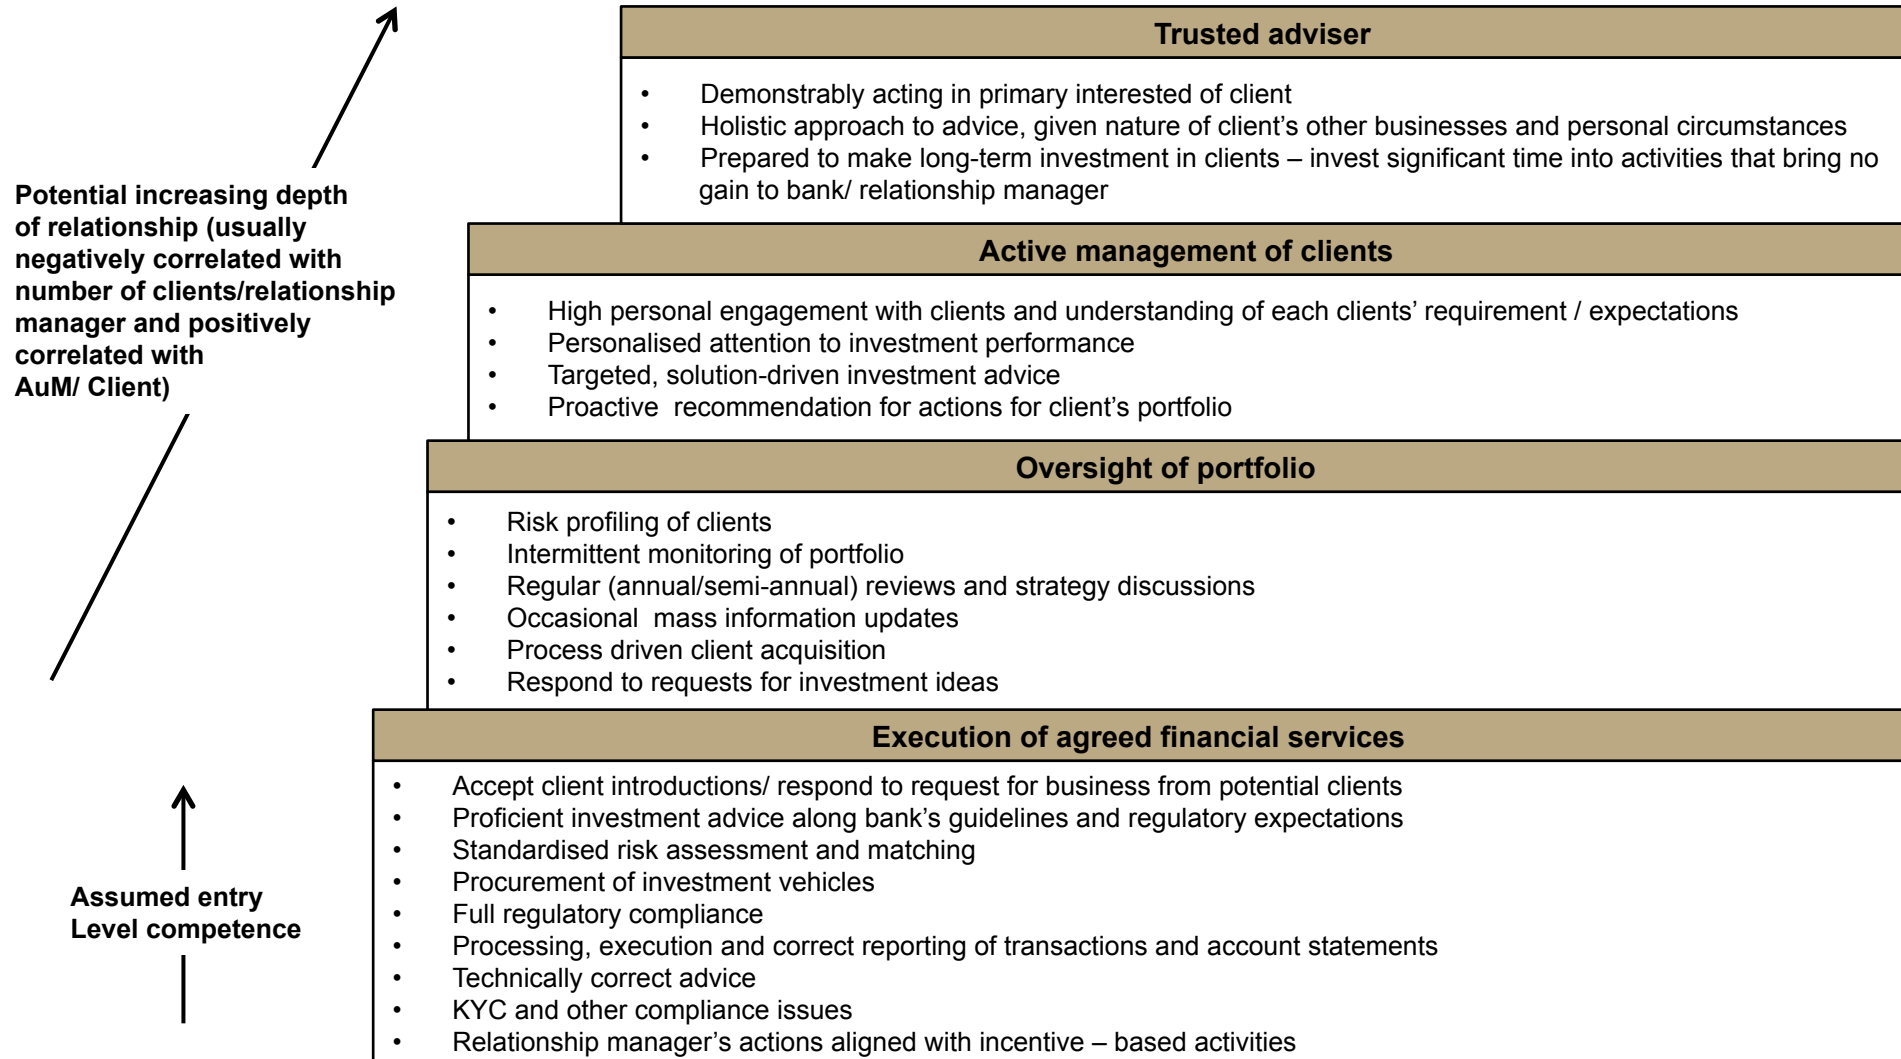 Trusted adviser
• Demonstrably acting in primary interested of client
• Holistic approach to advice, given nature of client’s other businesses and personal circumstances
• Prepared to make long-term investment in clients – invest significant time into activities that bring no
gain to bank/ relationship manager
Potential increasing depth
of relationship (usually
negatively correlated with
number of clients/relationship
manager and positively
correlated with
AuM/ Client)
Active management of clients
• High personal engagement with clients and understanding of each clients’ requirement / expectations
• Personalised attention to investment performance
• Targeted, solution-driven investment advice
• Proactive  recommendation for actions for client’s portfolio
Oversight of portfolio
• Risk profiling of clients
• Intermittent monitoring of portfolio
• Regular (annual/semi-annual) reviews and strategy discussions
• Occasional  mass information updates
• Process driven client acquisition
• Respond to requests for investment ideas
Execution of agreed financial services
• Accept client introductions/ respond to request for business from potential clients
• Proficient investment advice along bank’s guidelines and regulatory expectations
• Standardised risk assessment and matching
• Procurement of investment vehicles
• Full regulatory compliance
• Processing, execution and correct reporting of transactions and account statements
• Technically correct advice
• KYC and other compliance issues
• Relationship manager’s actions aligned with incentive – based activities
Assumed entry
Level competence